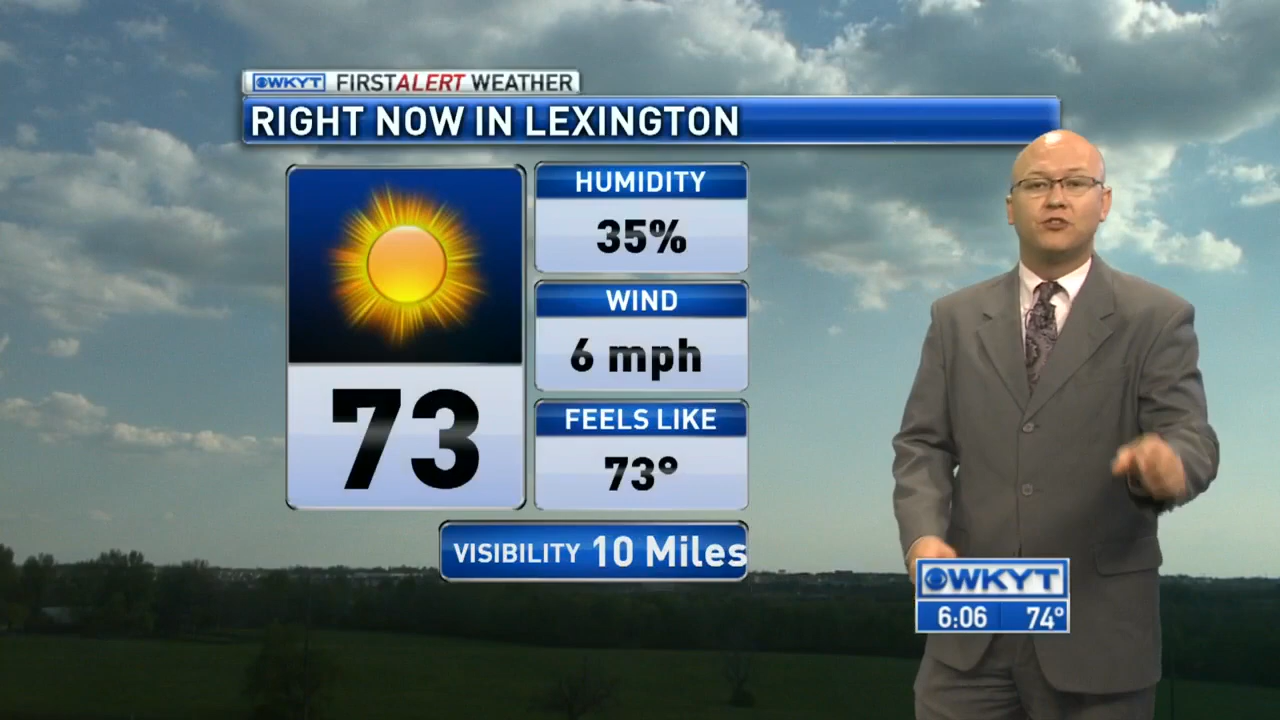 WKYT FIRSTALERT WEATHER
RIGHT NOW IN LEXINGTON
73
HUMIDITY
35%
WIND
6 mph
FEELS LIKE
73°
VISIBILITY 10 Miles
WKYT
6:06 74°